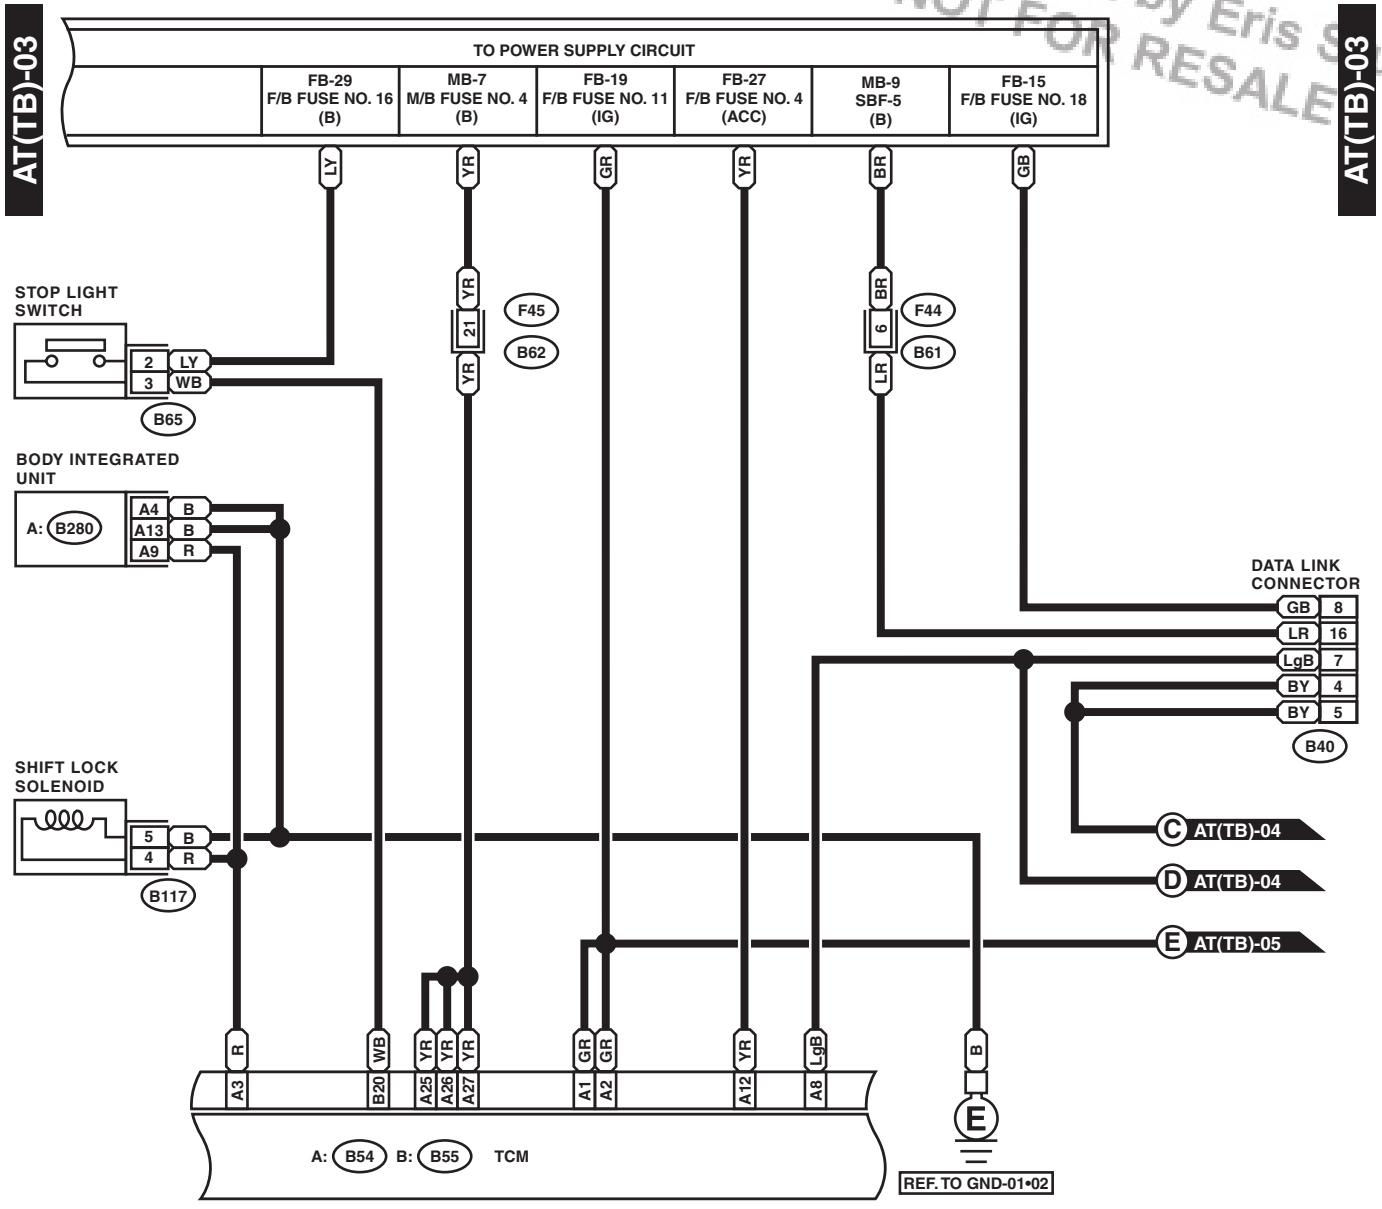 by Eris
NOT FOR RESALE
AT(TB)-03
AT(TB)-03
TO POWER SUPPLY CIRCUIT
FB-29
F/B FUSE NO. 16
(B)
MB-7
M/B FUSE NO. 4
(B)
FB-19
F/B FUSE NO. 11
(IG)
FB-27
F/B FUSE NO. 4
(ACC)
MB-9
SBF-5
(B)
FB-15
F/B FUSE NO. 18
(IG)
LY
YR
GR
YR
BR
GB
YR
21
YR
F45
B62
BR
6
LR
F44
B61
STOP LIGHT
SWITCH
2 LY
3 WB
B65
BODY INTEGRATED
UNIT
A: B280
A4 B
A13 B
A9 R
DATA LINK
CONNECTOR
GB 8
LR 16
LgB 7
BY 4
BY 5
B40
SHIFT LOCK
SOLENOID
5 B
4 R
B117
C AT(TB)-04
D AT(TB)-04
E AT(TB)-05
R
WB
YR
YR
YR
GR
GR
YR
LgB
B
A3
B20
A25
A26
A27
A1
A2
A12
A8
E
A: B54 B: B55 TCM
REF. TO GND-01•02